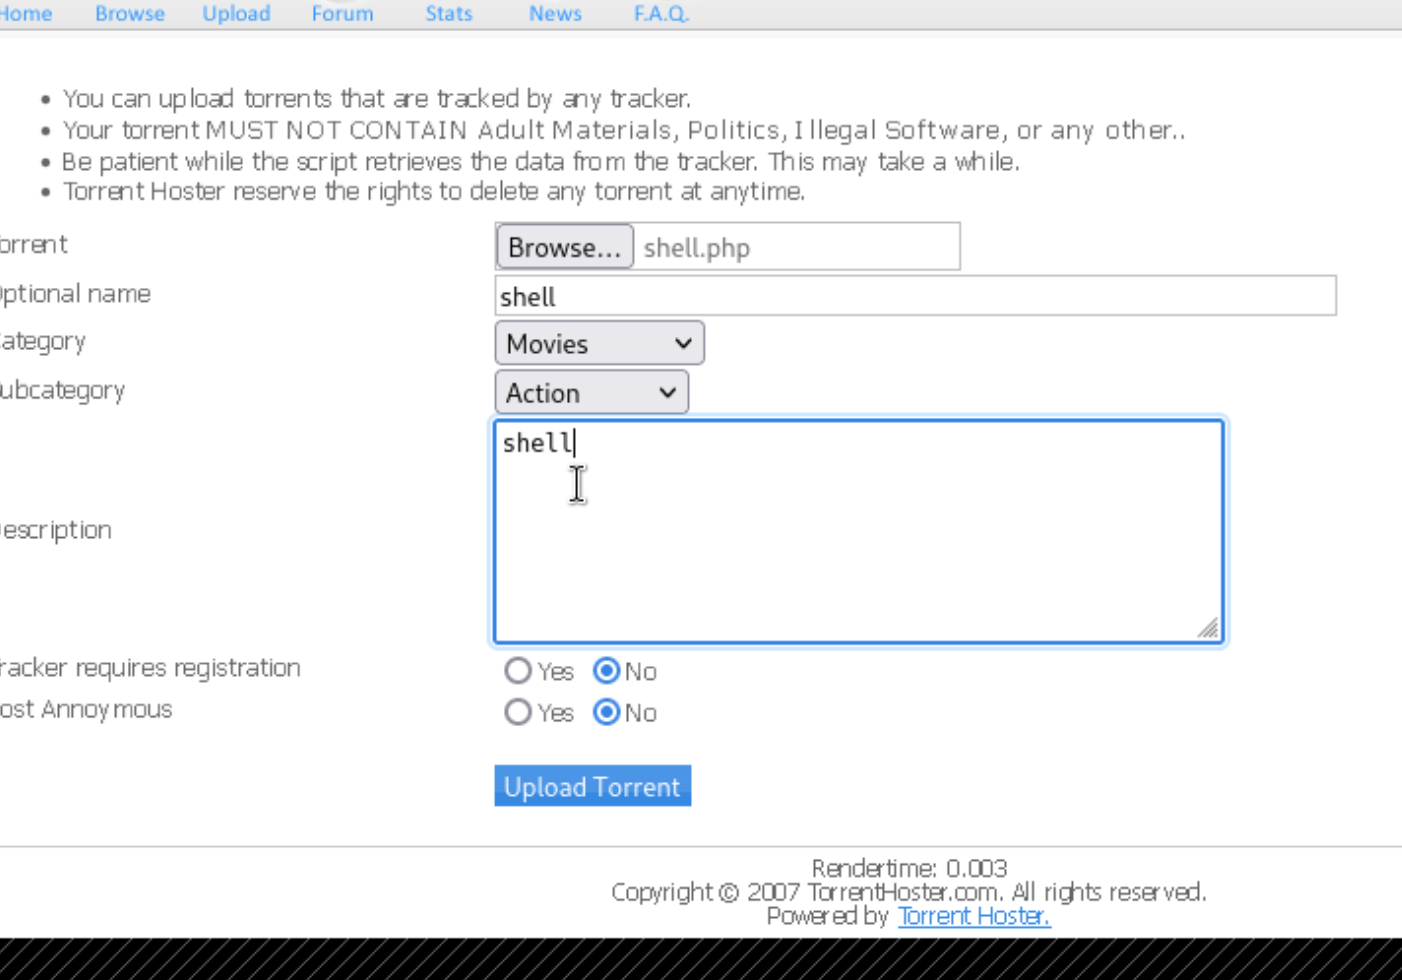 Home Browse Upload Forum Stats News F.A.Q.
• You can upload torrents that are tracked by any tracker.
• Your torrent MUST NOT CONTAIN Adult Materials, Politics, Illegal Software, or any other..
• Be patient while the script retrieves the data from the tracker. This may take a while.
• Torrent Hoster reserve the rights to delete any torrent at anytime.
orrent Browse... shell.php
ptional name shell
ategory Movies
ubcategory Action
shell
escription
racker requires registration Yes No
ost Annoymous Yes No
Upload Torrent
Rendertime: 0.003
Copyright © 2007 TorrentHoster.com. All rights reserved.
Powered by Torrent Hoster.